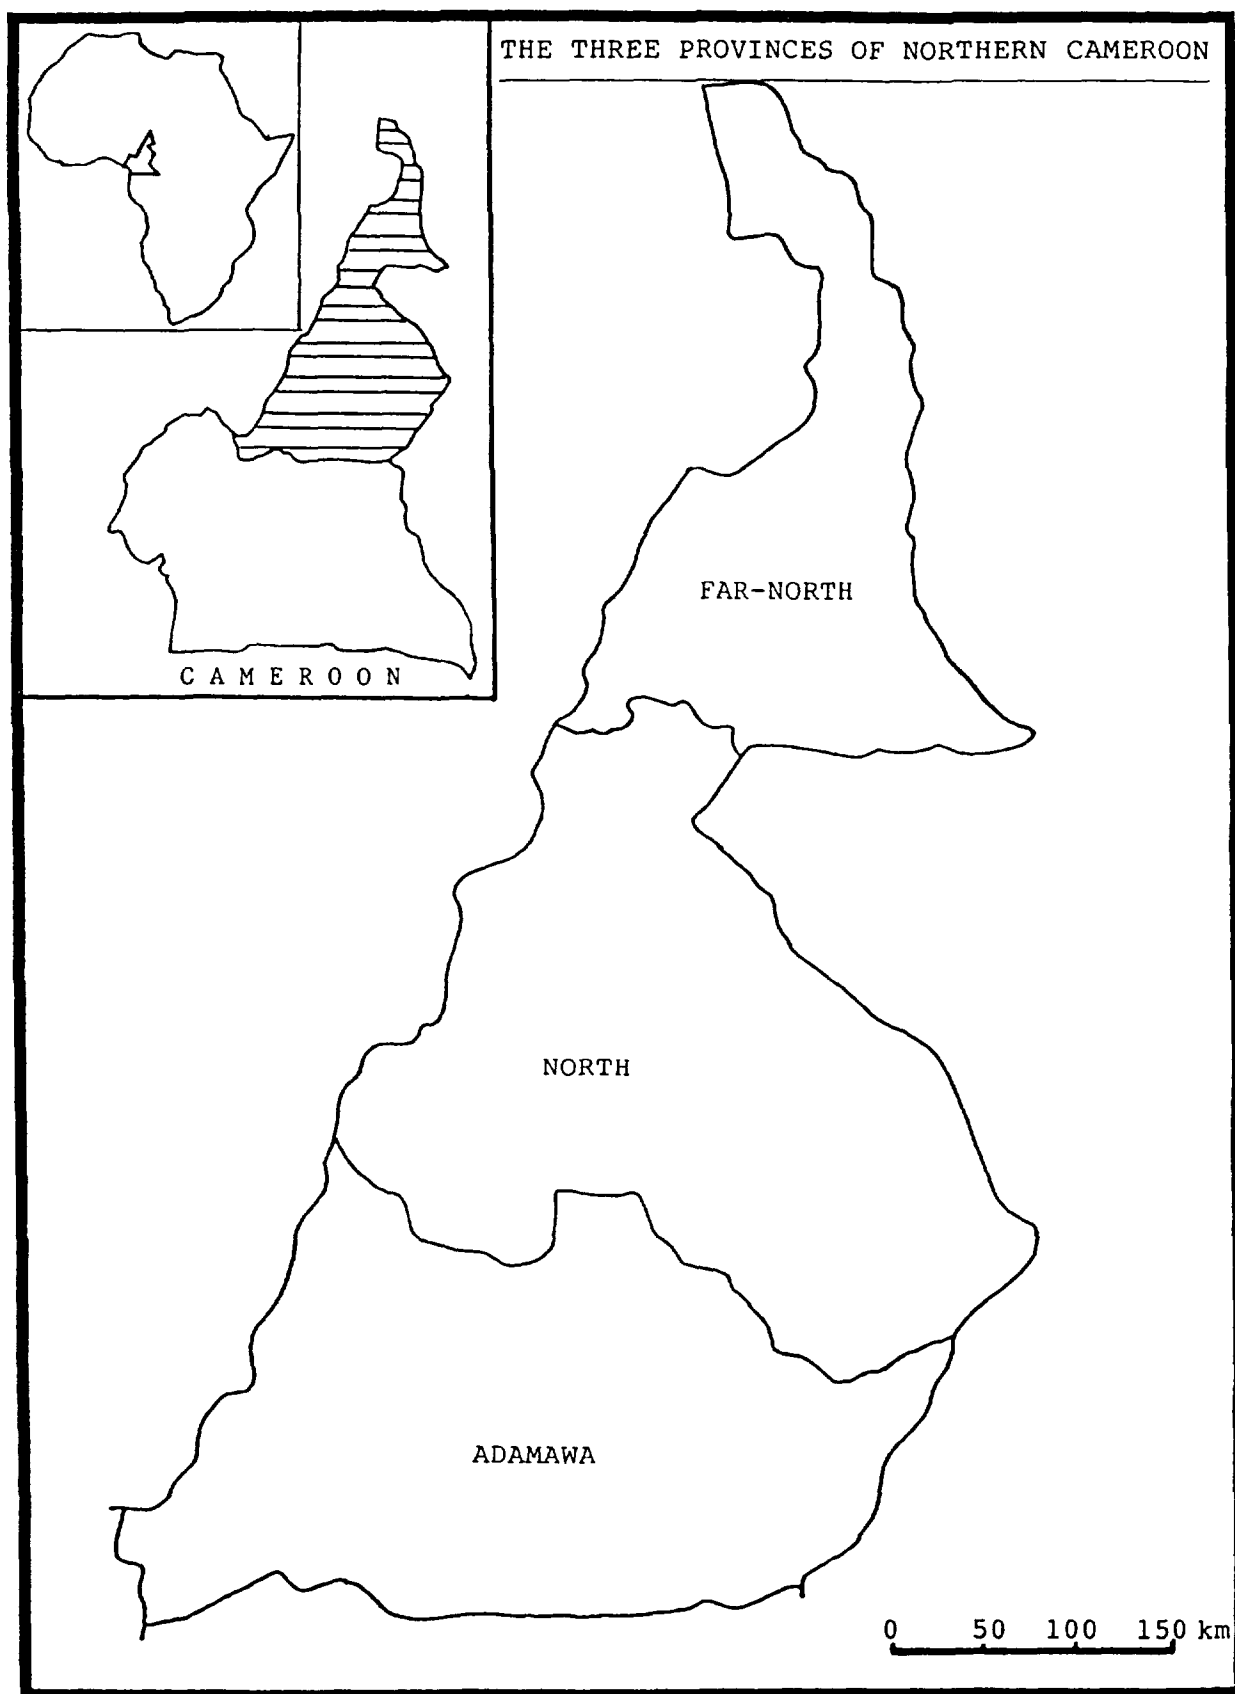 THE THREE PROVINCES OF NORTHERN CAMEROON
CAMEROON
FAR-NORTH
NORTH
ADAMAWA
0 50 100 150 km